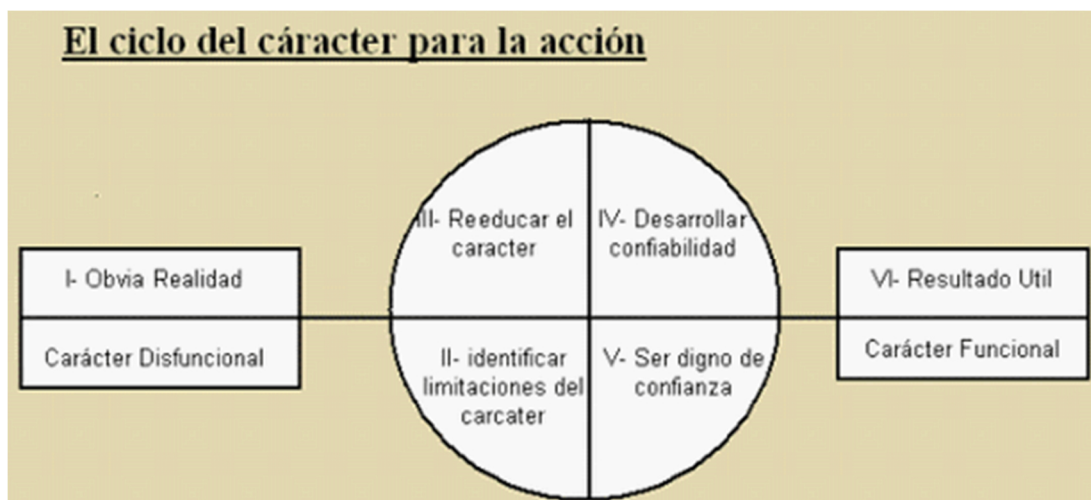 El ciclo del cáracter para la acción
I- Obvia Realidad
Carácter Disfuncional
III- Reeducar el
caracter
IV- Desarrollar
confiabilidad
II- identificar
limitaciones del
carcater
V- Ser digno de
confianza
VI- Resultado Util
Carácter Funcional